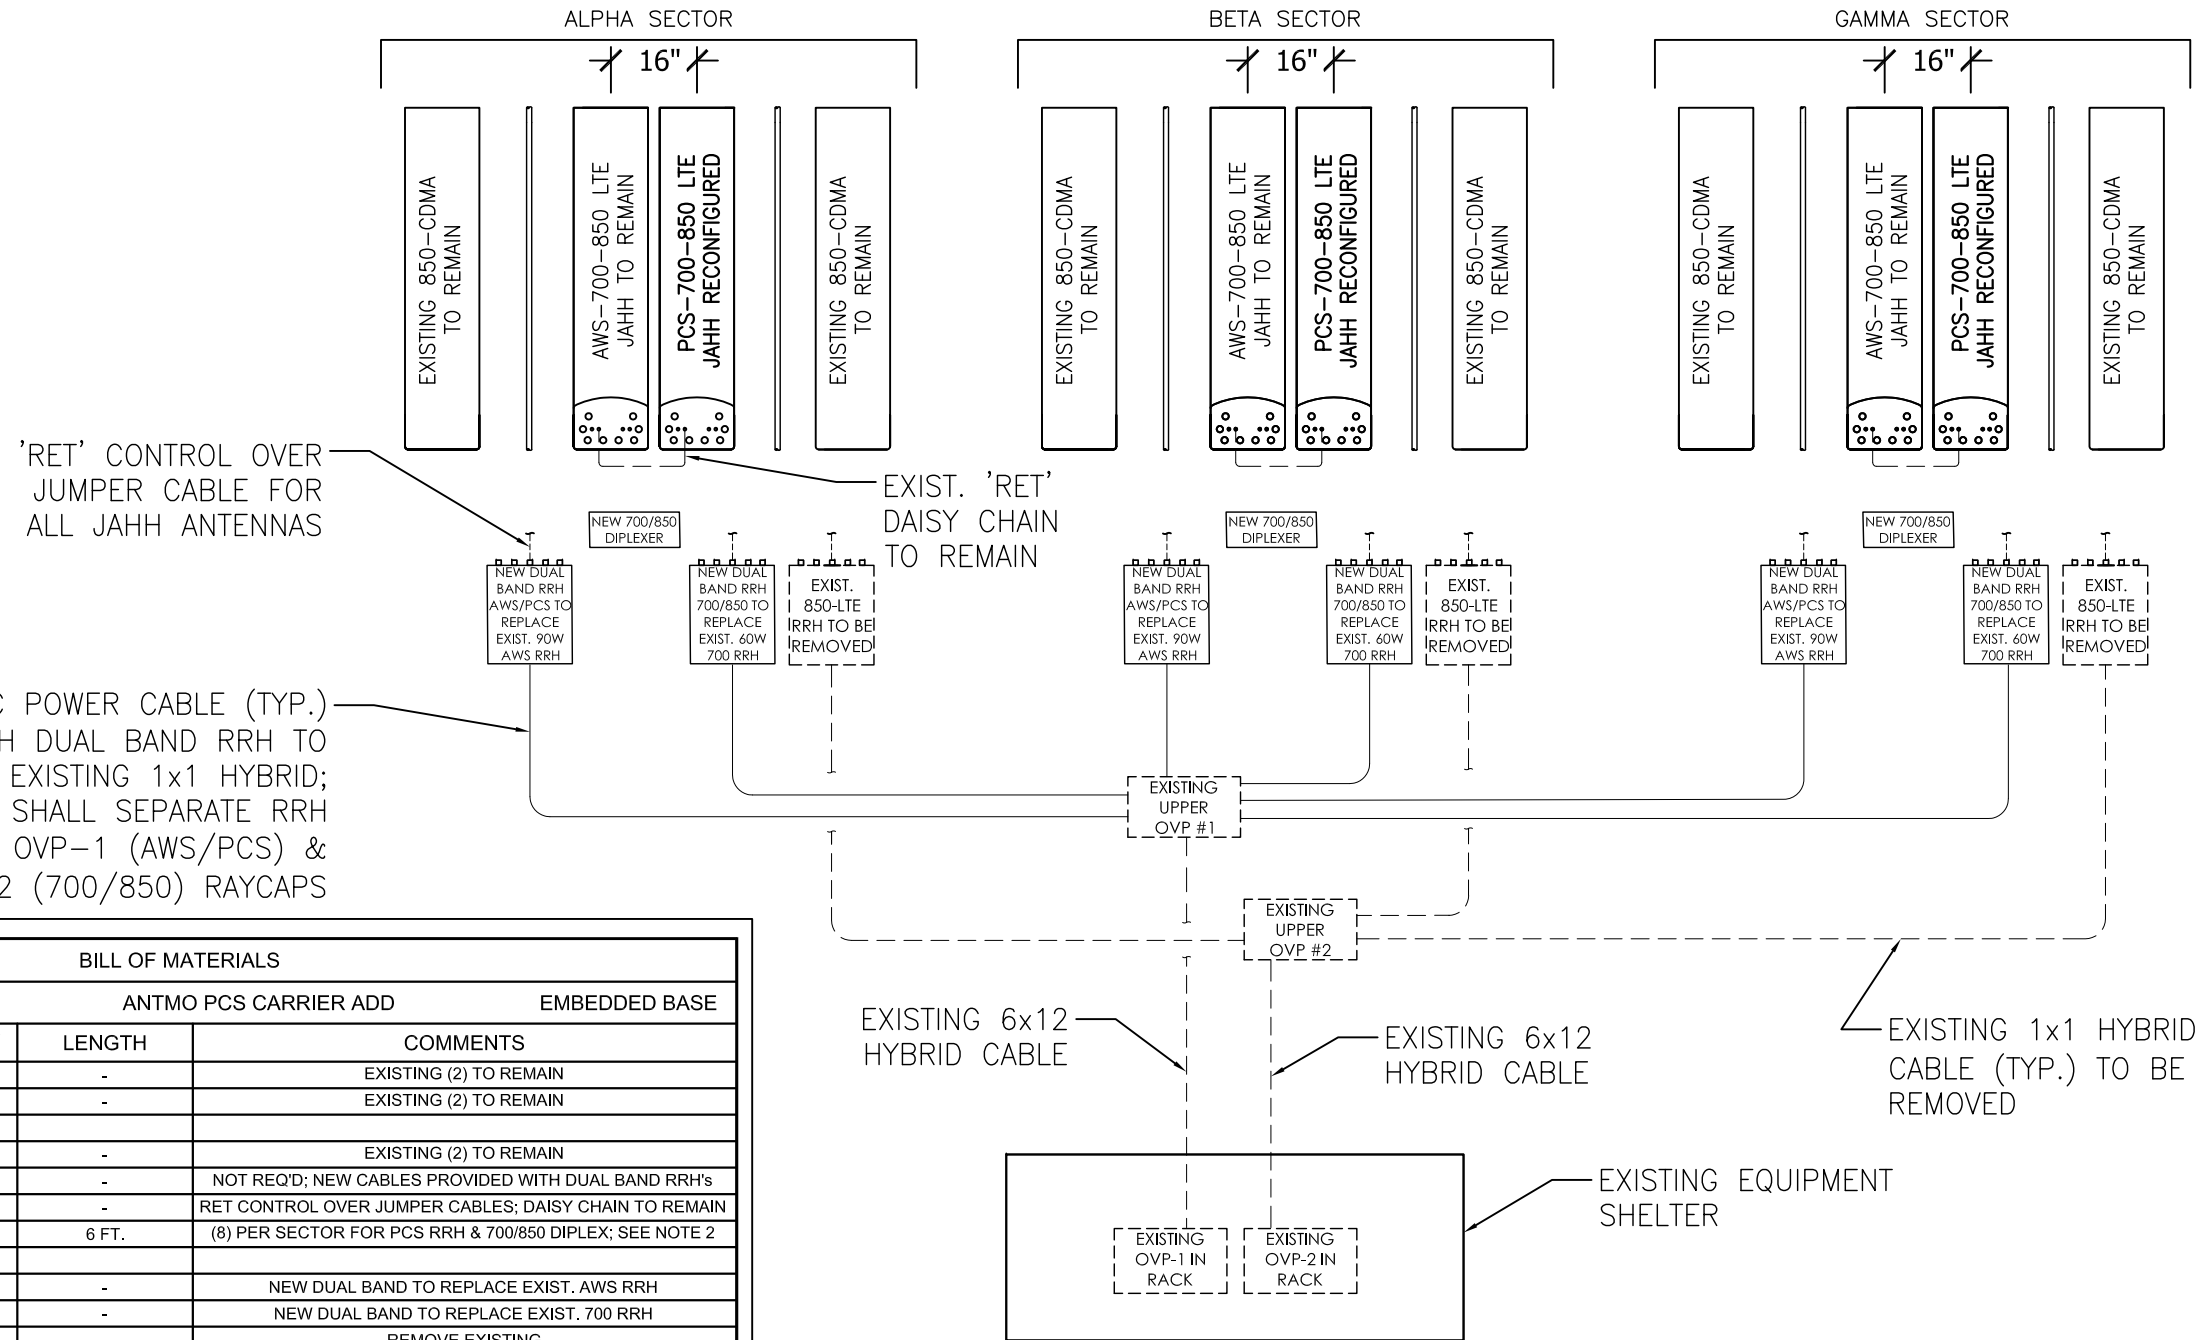 ALPHA SECTOR
BETA SECTOR
GAMMA SECTOR
16"
16"
16"
EXISTING 850-CDMA
TO REMAIN
AWS-700-850 LTE
JAHH TO REMAIN
PCS-700-850 LTE
JAHH RECONFIGURED
EXISTING 850-CDMA
TO REMAIN
EXISTING 850-CDMA
TO REMAIN
AWS-700-850 LTE
JAHH TO REMAIN
PCS-700-850 LTE
JAHH RECONFIGURED
EXISTING 850-CDMA
TO REMAIN
EXISTING 850-CDMA
TO REMAIN
AWS-700-850 LTE
JAHH TO REMAIN
PCS-700-850 LTE
JAHH RECONFIGURED
EXISTING 850-CDMA
TO REMAIN
'RET' CONTROL OVER
JUMPER CABLE FOR
ALL JAHH ANTENNAS
EXIST. 'RET'
DAISY CHAIN
TO REMAIN
NEW 700/850
DIPLEXER
NEW 700/850
DIPLEXER
NEW 700/850
DIPLEXER
NEW DUAL
BAND RRH
AWS/PCS TO
REPLACE
EXIST. 90W
AWS RRH
NEW DUAL
BAND RRH
700/850 TO
REPLACE
EXIST. 60W
700 RRH
EXIST.
850-LTE
RRH TO BE
REMOVED
NEW DUAL
BAND RRH
AWS/PCS TO
REPLACE
EXIST. 90W
AWS RRH
NEW DUAL
BAND RRH
700/850 TO
REPLACE
EXIST. 60W
700 RRH
EXIST.
850-LTE
RRH TO BE
REMOVED
NEW DUAL
BAND RRH
AWS/PCS TO
REPLACE
EXIST. 90W
AWS RRH
NEW DUAL
BAND RRH
700/850 TO
REPLACE
EXIST. 60W
700 RRH
EXIST.
850-LTE
RRH TO BE
REMOVED
POWER CABLE (TYP.)
DUAL BAND RRH TO
EXISTING 1x1 HYBRID;
SHALL SEPARATE RRH
OVP-1 (AWS/PCS) &
2 (700/850) RAYCAPS
EXISTING
UPPER
OVP #1
EXISTING
UPPER
OVP #2
EXISTING 6x12
HYBRID CABLE
EXISTING 6x12
HYBRID CABLE
EXISTING 1x1 HYBRID
CABLE (TYP.) TO BE
REMOVED
EXISTING EQUIPMENT
SHELTER
EXISTING
OVP-1 IN
RACK
EXISTING
OVP-2 IN
RACK
BILL OF MATERIALS
ANTMO PCS CARRIER ADD EMBEDDED BASE
LENGTH COMMENTS
- EXISTING (2) TO REMAIN
- EXISTING (2) TO REMAIN
- EXISTING (2) TO REMAIN
- NOT REQ'D; NEW CABLES PROVIDED WITH DUAL BAND RRH's
- RET CONTROL OVER JUMPER CABLES; DAISY CHAIN TO REMAIN
6 FT. (8) PER SECTOR FOR PCS RRH & 700/850 DIPLEX; SEE NOTE 2
- NEW DUAL BAND TO REPLACE EXIST. AWS RRH
- NEW DUAL BAND TO REPLACE EXIST. 700 RRH
REMOVE EXISTING